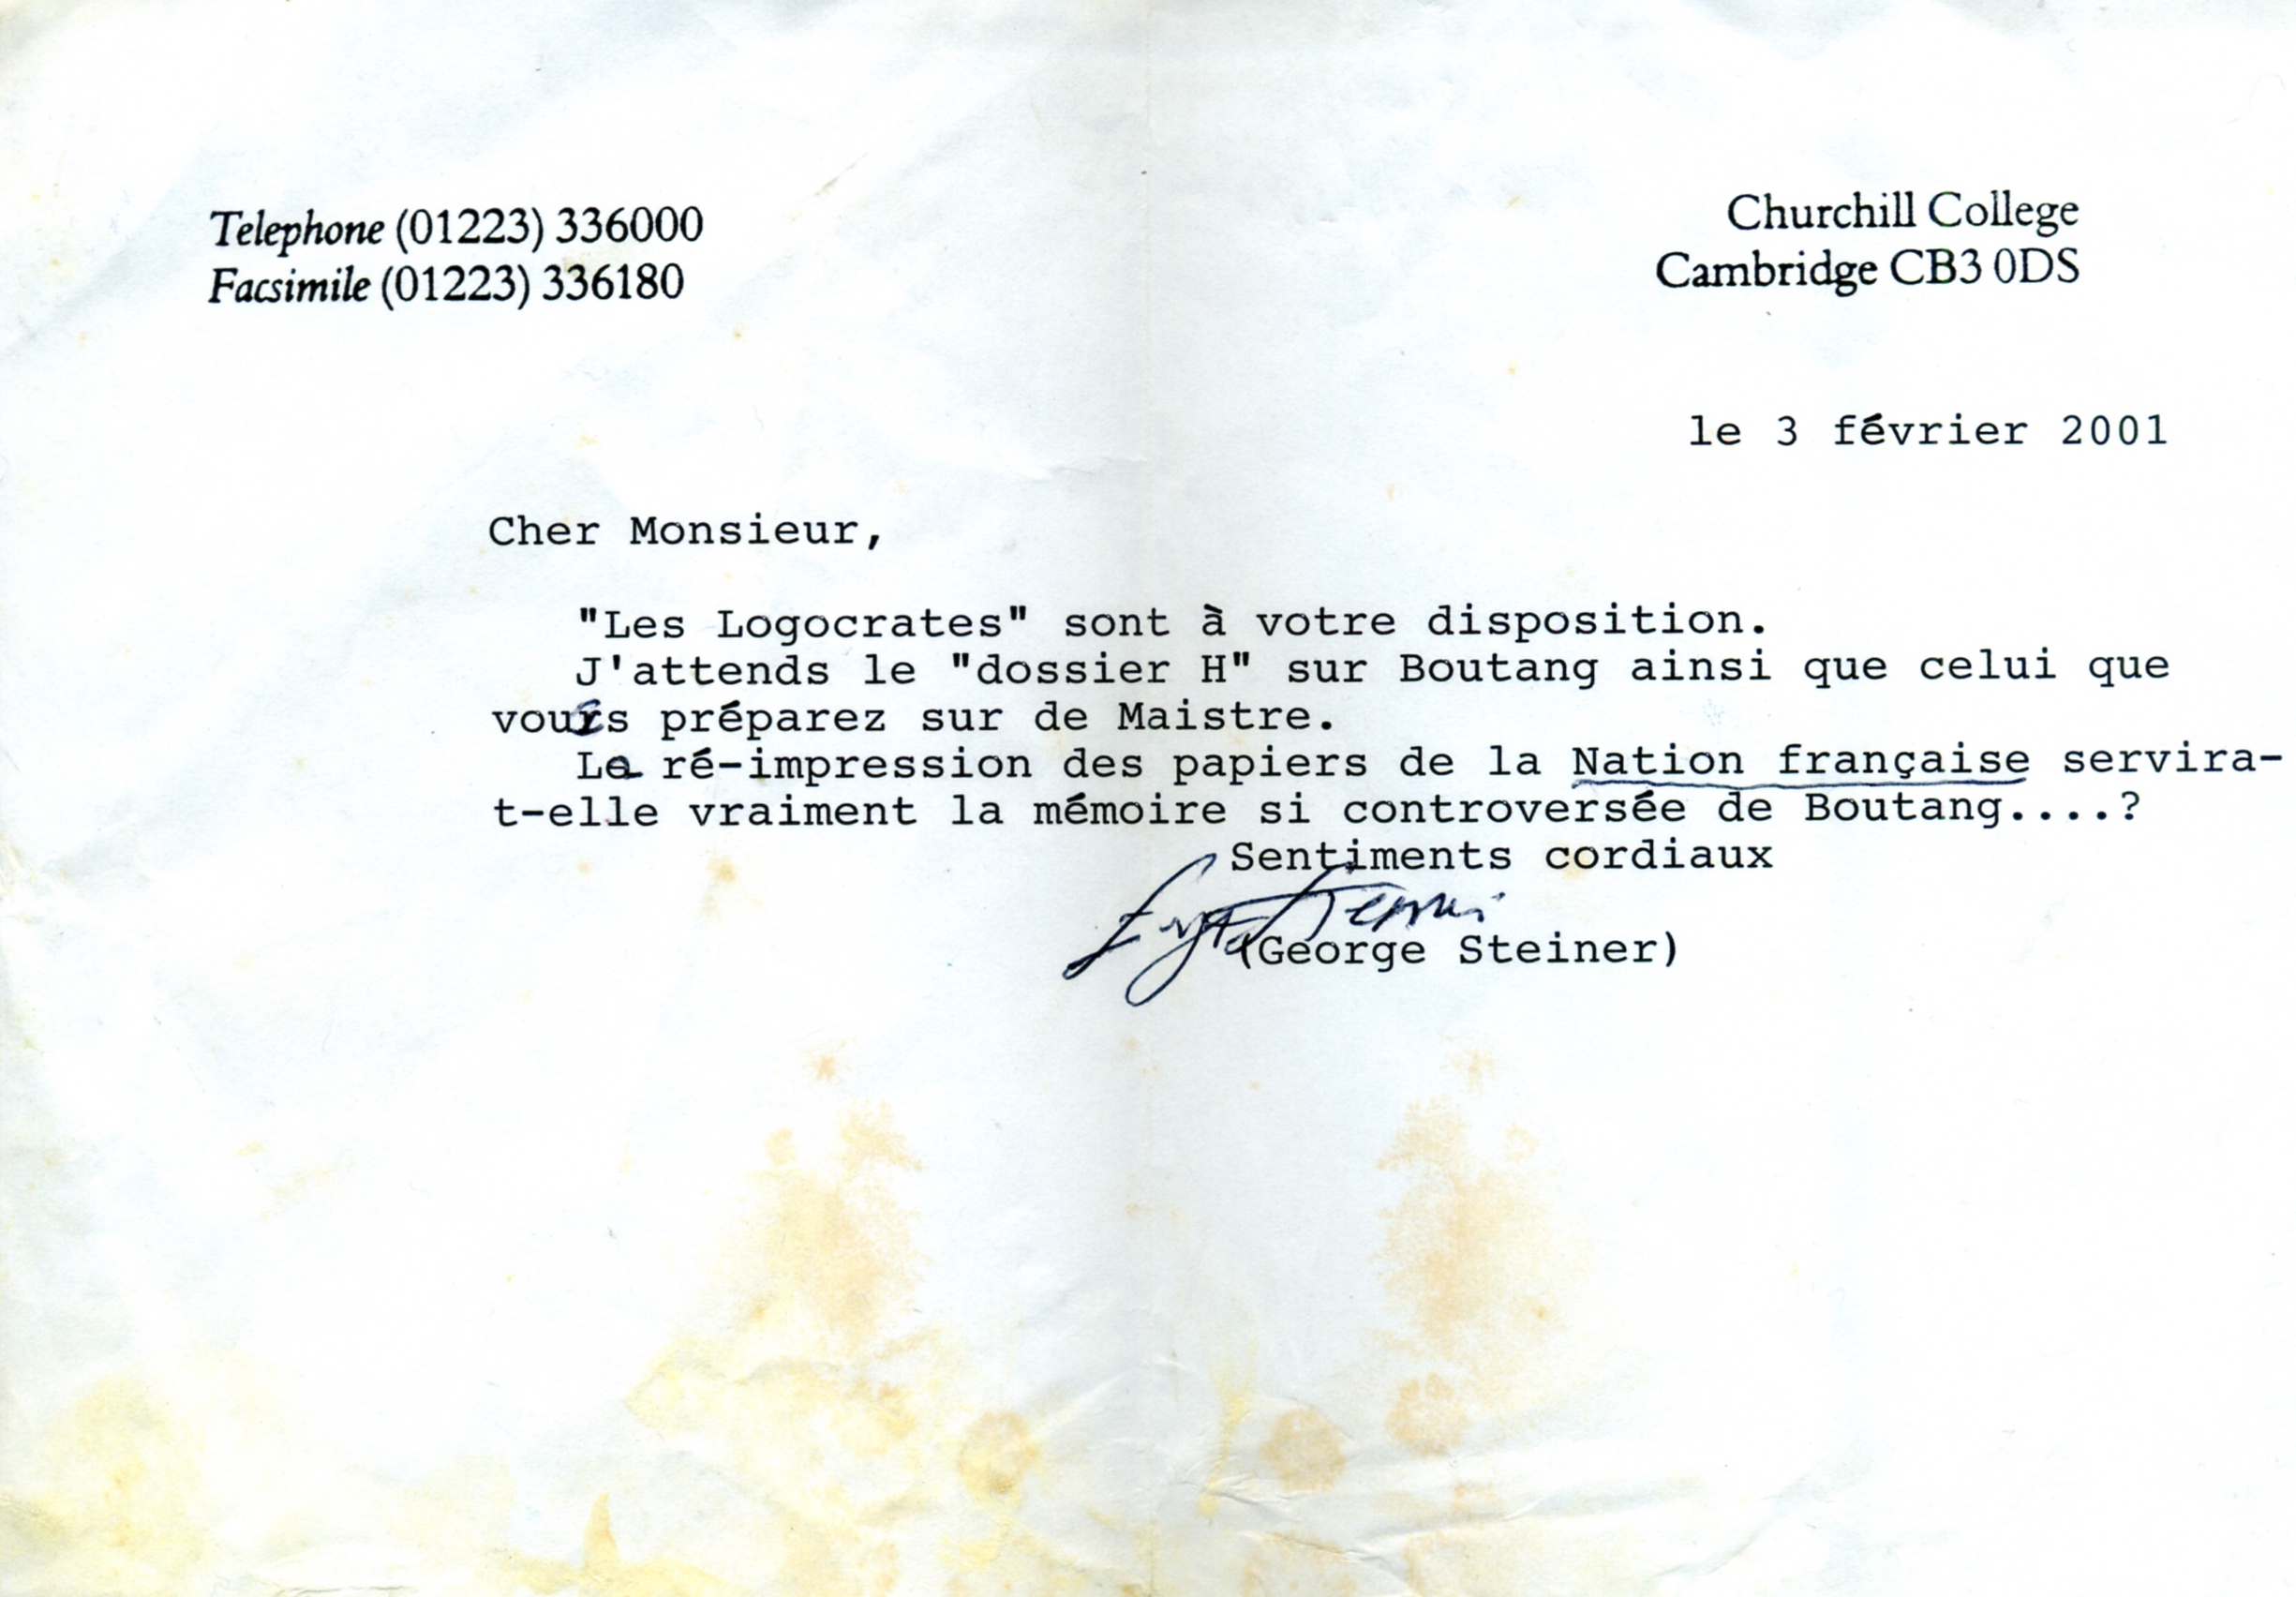 Telephone (01223) 336000
Facsimile (01223) 336180
Churchill College
Cambridge CB3 0DS
le 3 février 2001
Cher Monsieur,
"Les Logocrates" sont à votre disposition.
J'attends le "dossier H" sur Boutang ainsi que celui que
vous préparez sur de Maistre.
La ré-impression des papiers de la Nation française servira-
t-elle vraiment la mémoire si controversée de Boutang....?
Sentiments cordiaux
(George Steiner)